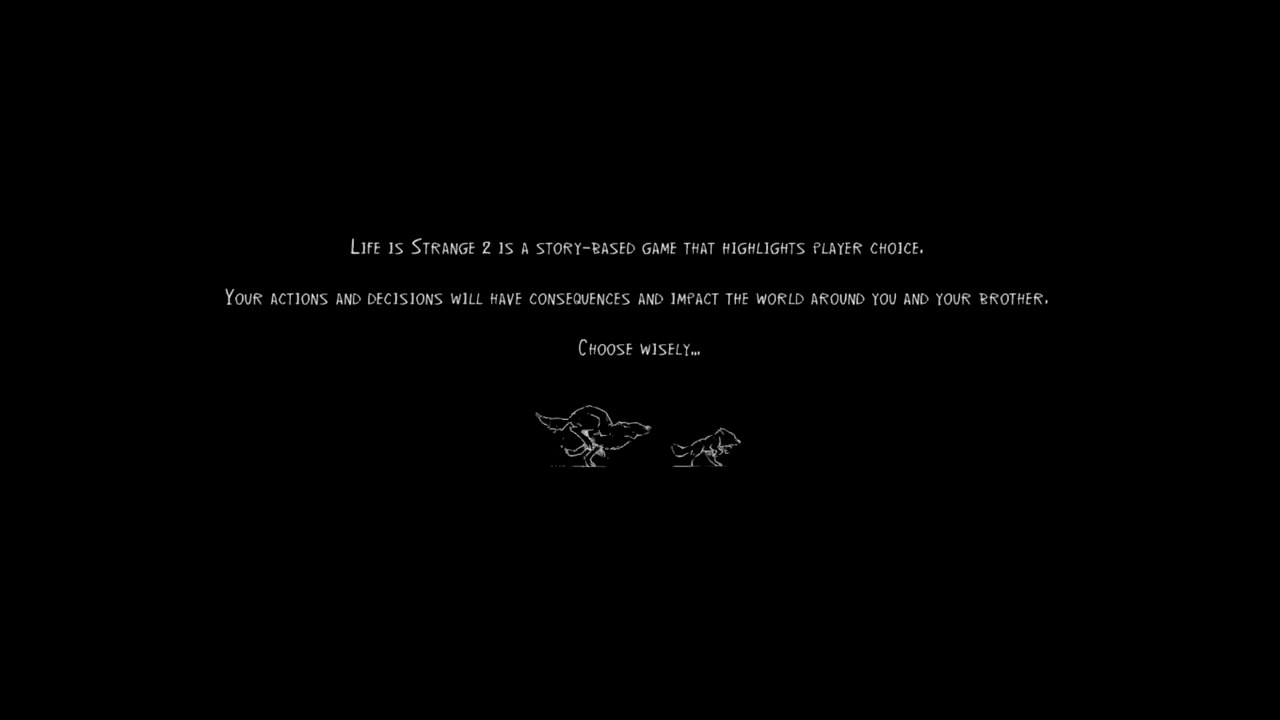 Life is Strange 2 is a story-based game that highlights player choice.
Your actions and decisions will have consequences and impact the world around you and your brother.
Choose wisely...